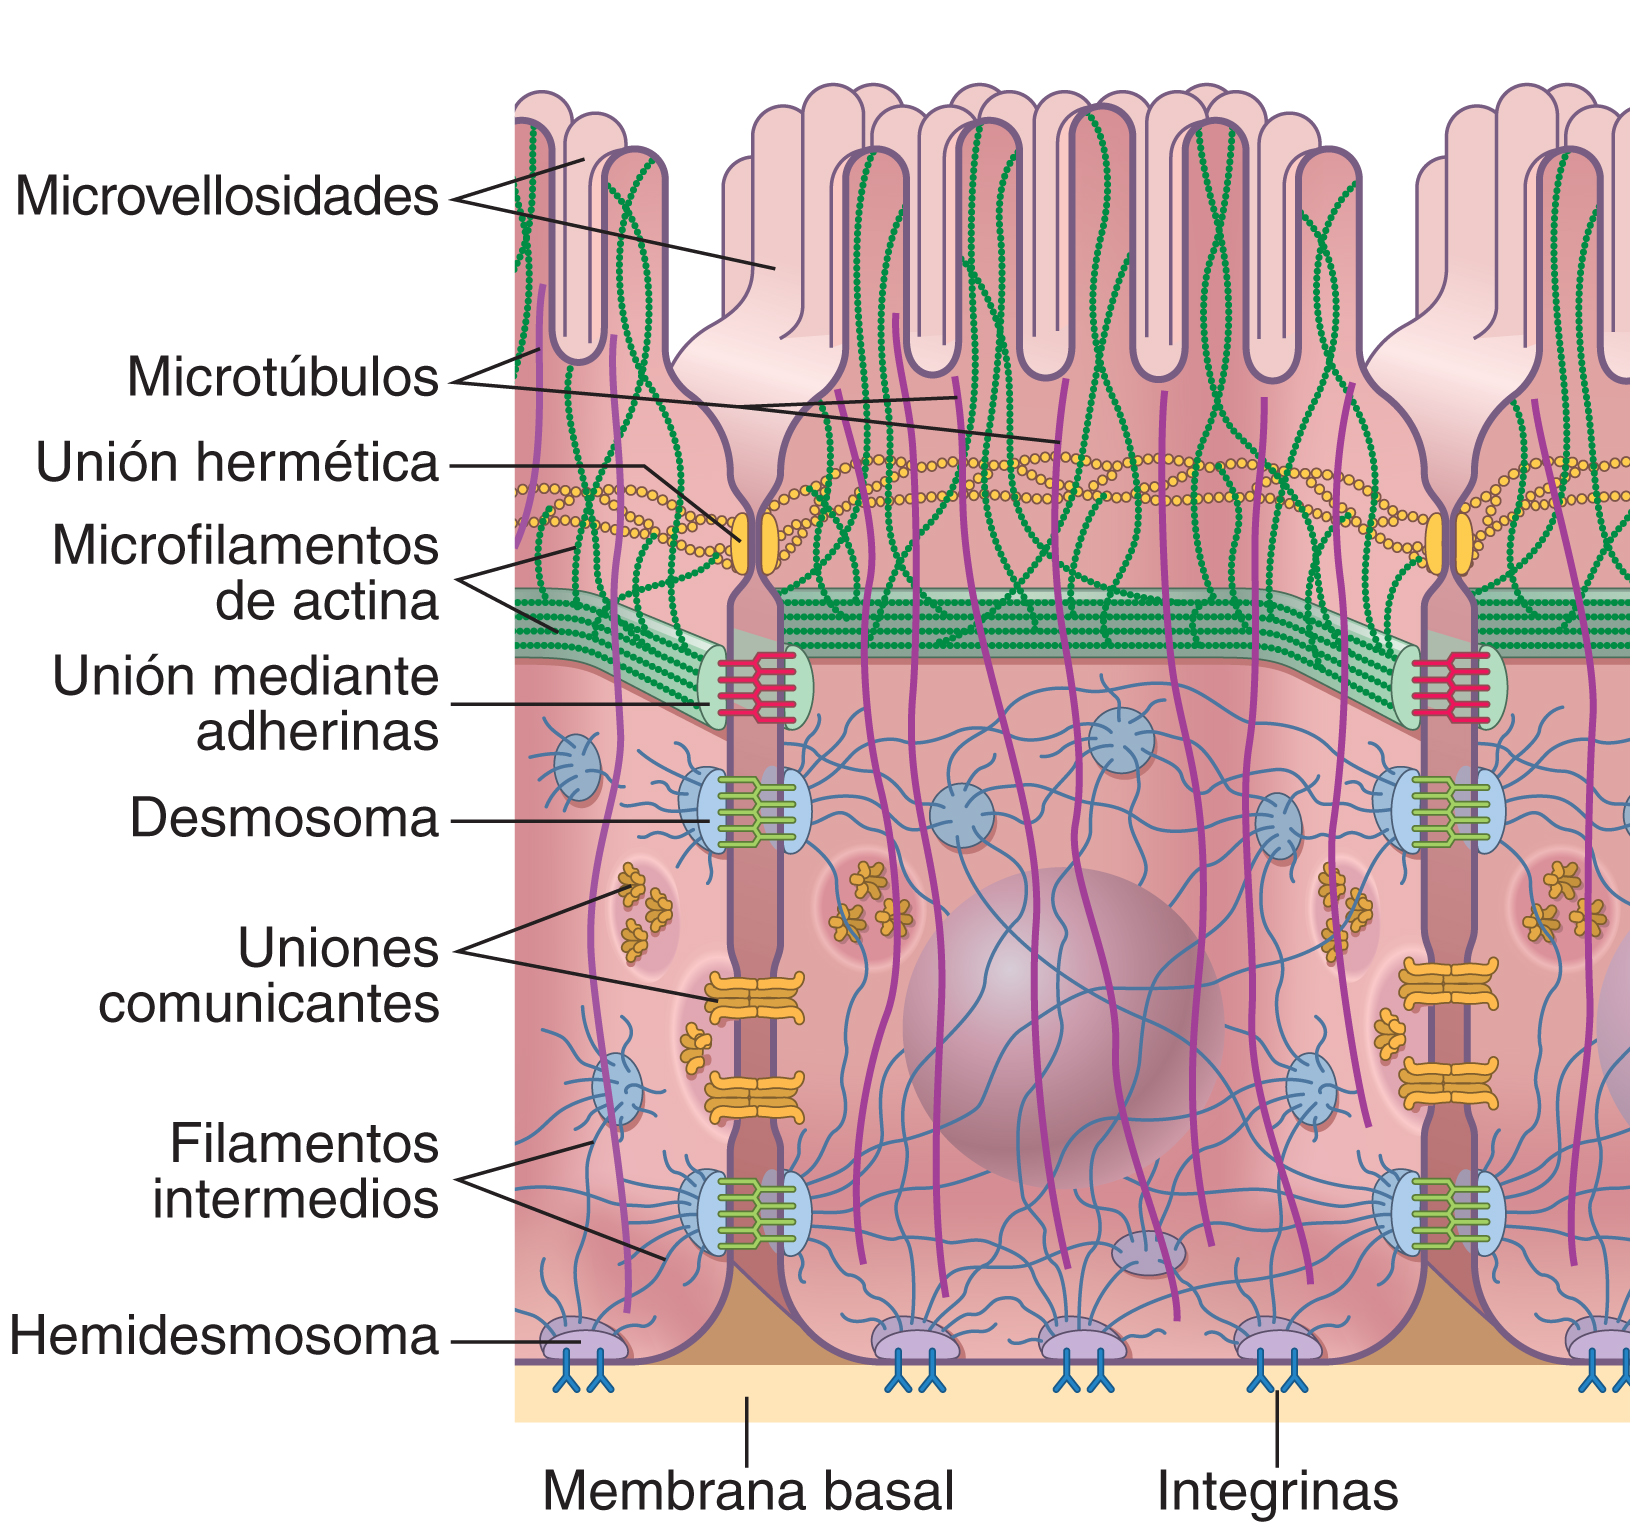 Microvellosidades
Microtúbulos
Unión hermética
Microfilamentos
de actina
Unión mediante
adherinas
Desmosoma
Uniones
comunicantes
Filamentos
intermedios
Hemidesmosoma
Membrana basal
Integrinas